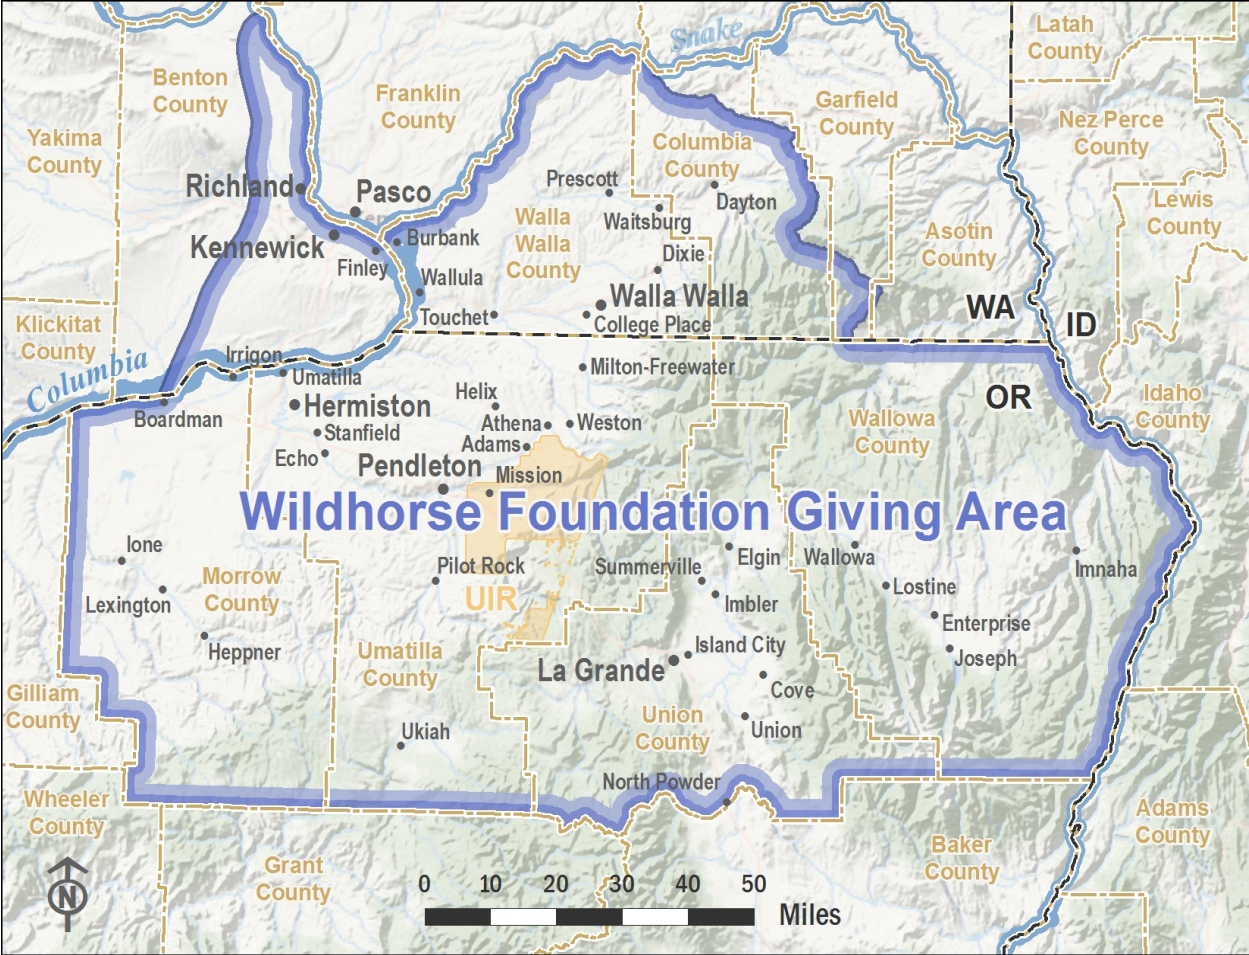 Latah
County
Snake
Benton
County
Franklin
County
Garfield
County
Nez Perce
County
Yakima
County
Columbia
County
Richland
Pasco
Prescott
Dayton
Lewis
County
Waitsburg
Walla
Walla
County
Kennewick
Burbank
Asotin
County
Finley
Dixie
Wallula
Walla Walla
WA
ID
Touchet
College Place
Klickitat
County
Columbia
Irrigon
Umatilla
Milton-Freewater
Helix
OR
Idaho
County
Boardman
Hermiston
Athena
Weston
Wallowa
County
Stanfield
Adams
Echo
Pendleton
Mission
Wildhorse Foundation Giving Area
Ione
Elgin
Wallowa
Imnaha
Pilot Rock
Summerville
Morrow
County
Lexington
UIR
Imbler
Lostine
Heppner
Enterprise
Umatilla
County
Island City
La Grande
Joseph
Cove
Gilliam
County
Union
County
Ukiah
Union
North Powder
Wheeler
County
Adams
County
Grant
County
Baker
County
N
0 10 20 30 40 50
Miles